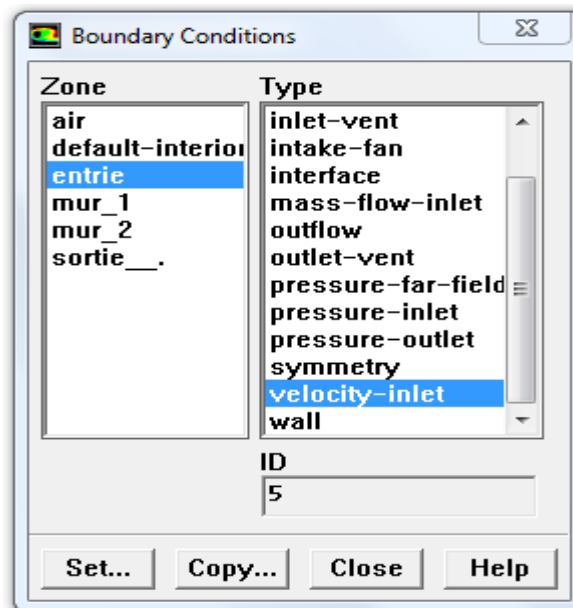 Boundary Conditions
Zone
air
default-interior
entrie
mur_1
mur_2
sortie__.
Type
inlet-vent
intake-fan
interface
mass-flow-inlet
outflow
outlet-vent
pressure-far-field
pressure-inlet
pressure-outlet
symmetry
velocity-inlet
wall
ID
5
Set... Copy... Close Help